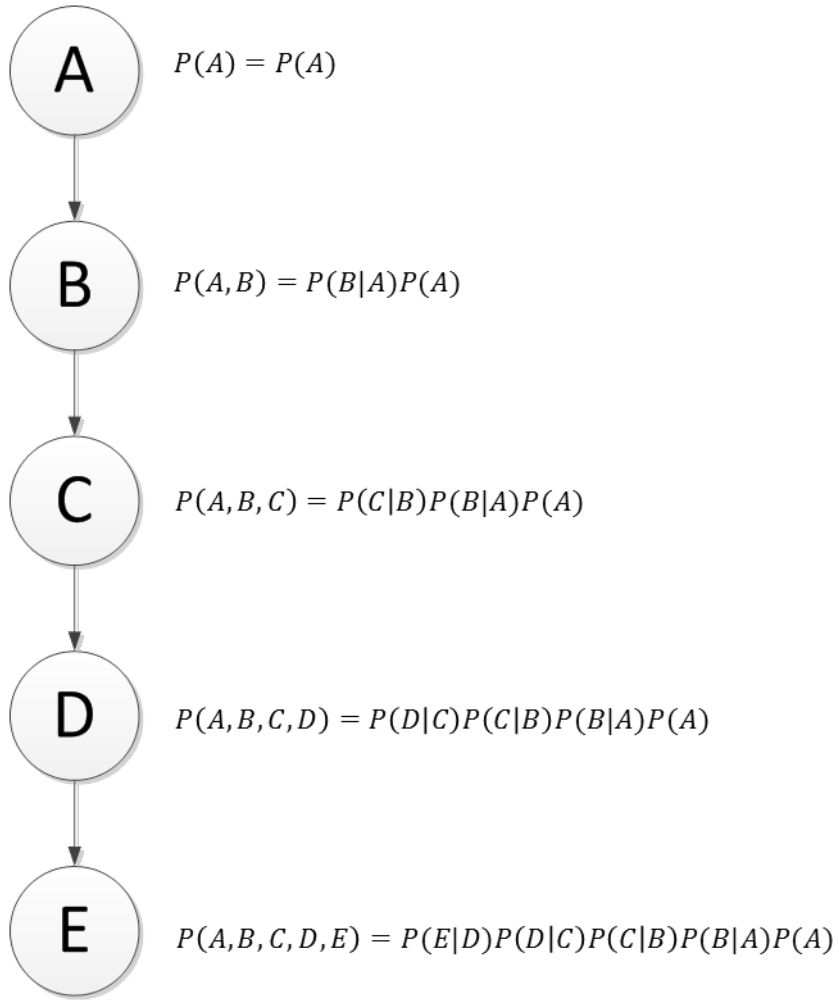 A P(A) = P(A)
B P(A,B) = P(B|A)P(A)
C P(A,B,C) = P(C|B)P(B|A)P(A)
D P(A,B,C,D) = P(D|C)P(C|B)P(B|A)P(A)
E P(A,B,C,D,E) = P(E|D)P(D|C)P(C|B)P(B|A)P(A)